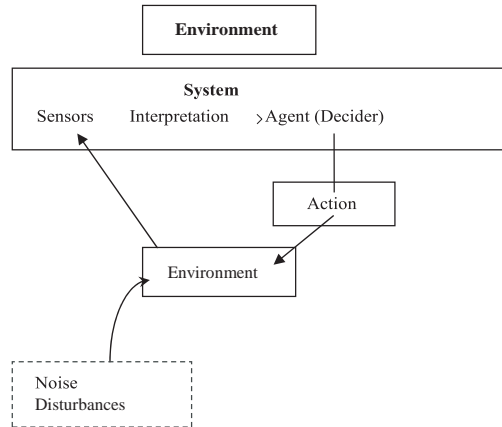 Environment
System
Sensors Interpretation > Agent (Decider)
Action
Environment
Noise
Disturbances